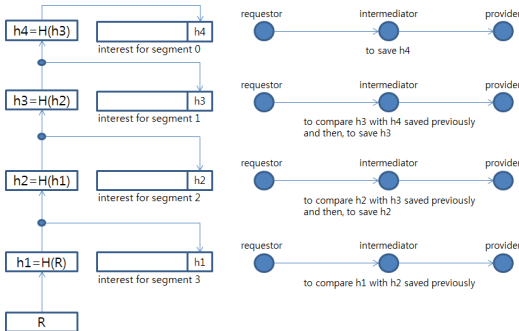 h4=H(h3)
h4
interest for segment 0
requestor
intermediator
provider
to save h4
h3=H(h2)
h3
interest for segment 1
requestor
intermediator
provider
to compare h3 with h4 saved previously
and then, to save h3
h2=H(h1)
h2
interest for segment 2
requestor
intermediator
provider
to compare h2 with h3 saved previously
and then, to save h2
h1=H(R)
h1
interest for segment 3
requestor
intermediator
provider
to compare h1 with h2 saved previously
R